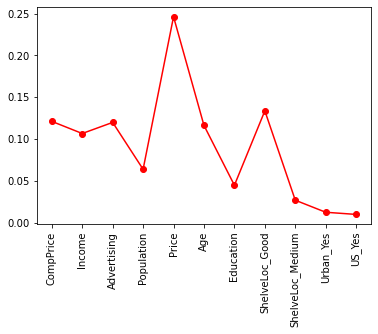 0.25
0.20
0.15
0.10
0.05
0.00
CompPrice
Income
Advertising
Population
Price
Age
Education
ShelveLoc_Good
ShelveLoc_Medium
Urban_Yes
US_Yes